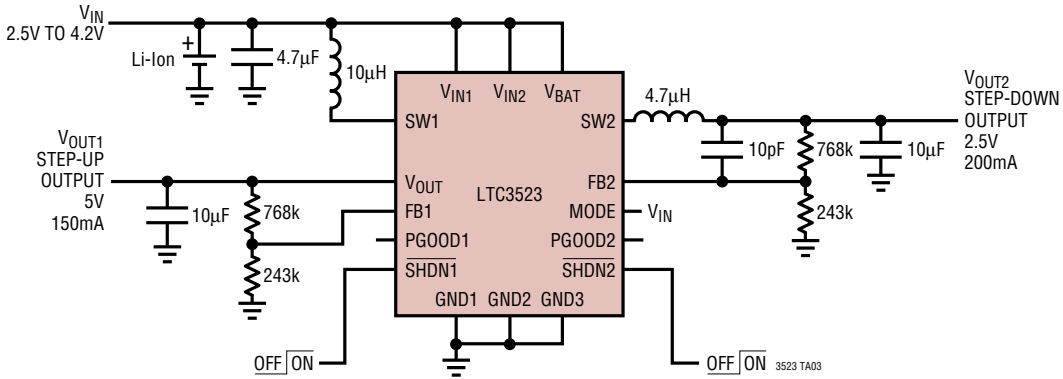 VIN
2.5V TO 4.2V
Li-Ion
+
4.7µF
10µH
VIN1
VIN2
VBAT
SW1
SW2
4.7µH
VOUT2
STEP-DOWN
OUTPUT
2.5V
200mA
10pF
768k
10µF
243k
VOUT1
STEP-UP
OUTPUT
5V
150mA
10µF
768k
243k
VOUT
FB1
PGOOD1
SHDN1
LTC3523
FB2
MODE
VIN
PGOOD2
SHDN2
GND1 GND2 GND3
OFF ON
OFF ON
3523 TA03